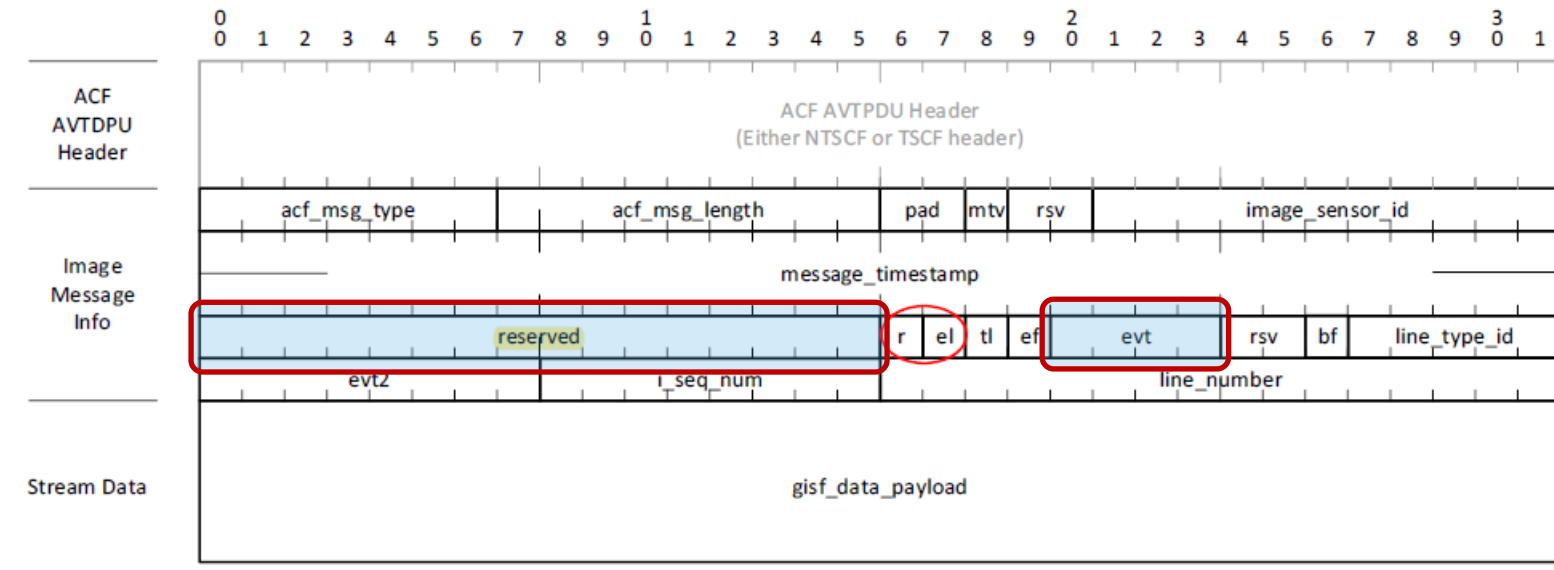 0 1 2 3
0 1 2 3 4 5 6 7 8 9 0 1 2 3 4 5 6 7 8 9 0 1 2 3 4 5 6 7 8 9 0 1
ACF
AVTDPU
Header
ACF AVTPDU Header
(Either NTSCF or TSCF header)
acf_msg_type acf_msg_length pad mtv rsv image_sensor_id
Image
Message
Info
message_timestamp
reserved r el tl ef evt rsv bf line_type_id
evt2 i_seq_num line_number
Stream Data
gisf_data_payload